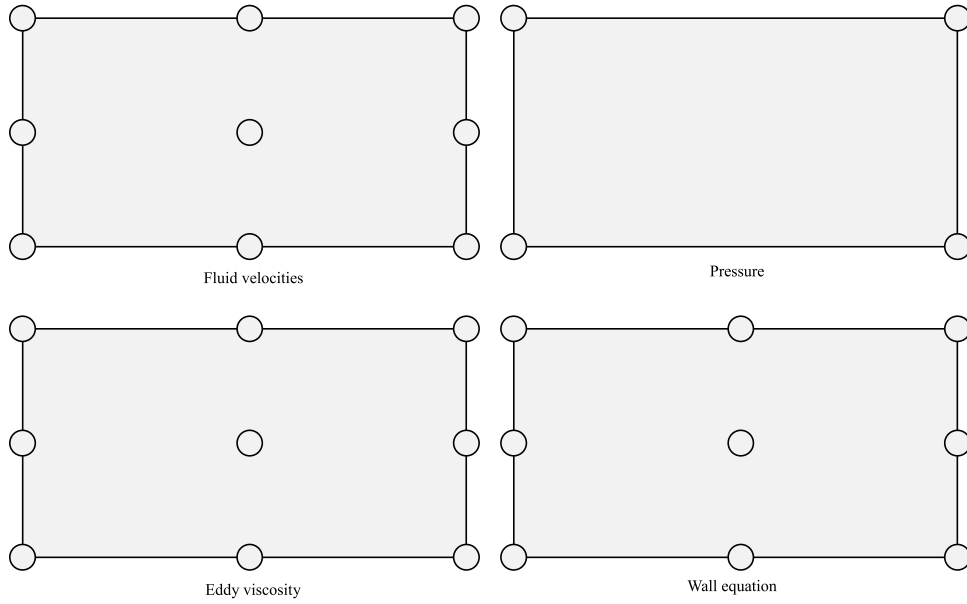 Fluid velocities
Pressure
Eddy viscosity
Wall equation